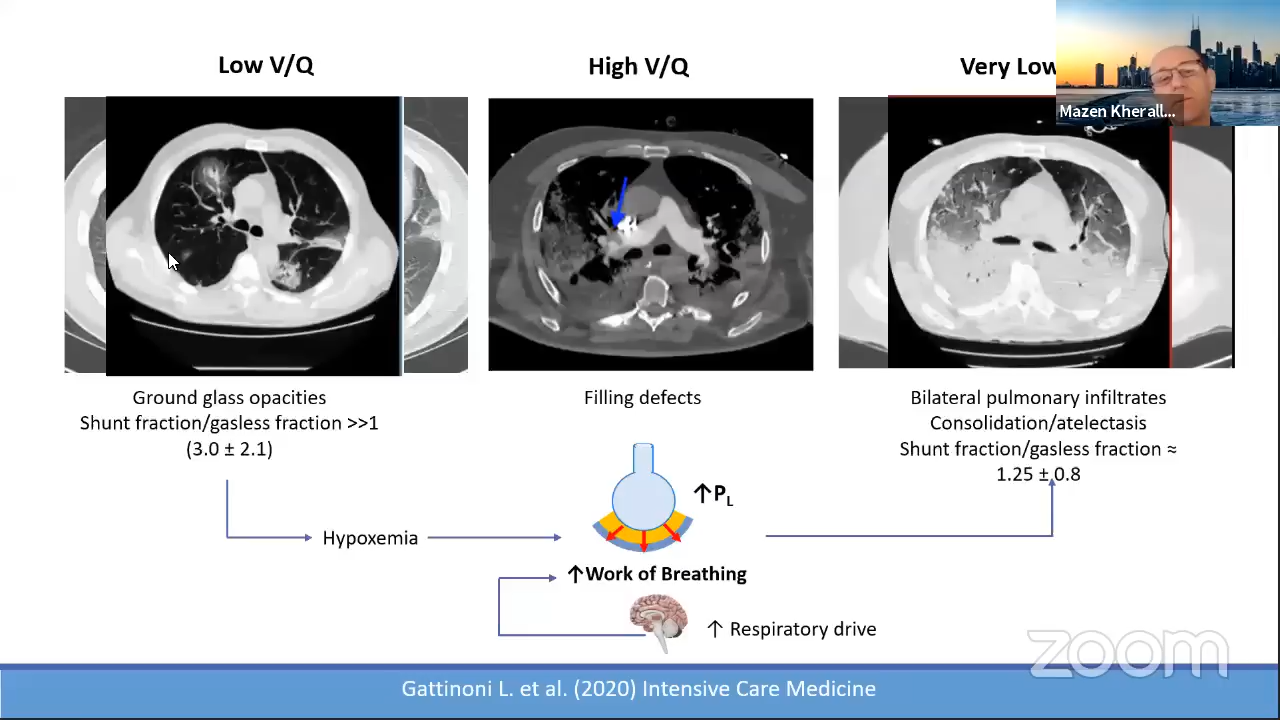 Low V/Q
High V/Q
Very Low
Mazen Kherall...
Ground glass opacities
Shunt fraction/gasless fraction >>1
(3.0 ± 2.1)
Filling defects
Bilateral pulmonary infiltrates
Consolidation/atelectasis
Shunt fraction/gasless fraction ≈
1.25 ± 0.8
↑PL
Hypoxemia
↑Work of Breathing
↑ Respiratory drive
zoom
Gattinoni L. et al. (2020) Intensive Care Medicine